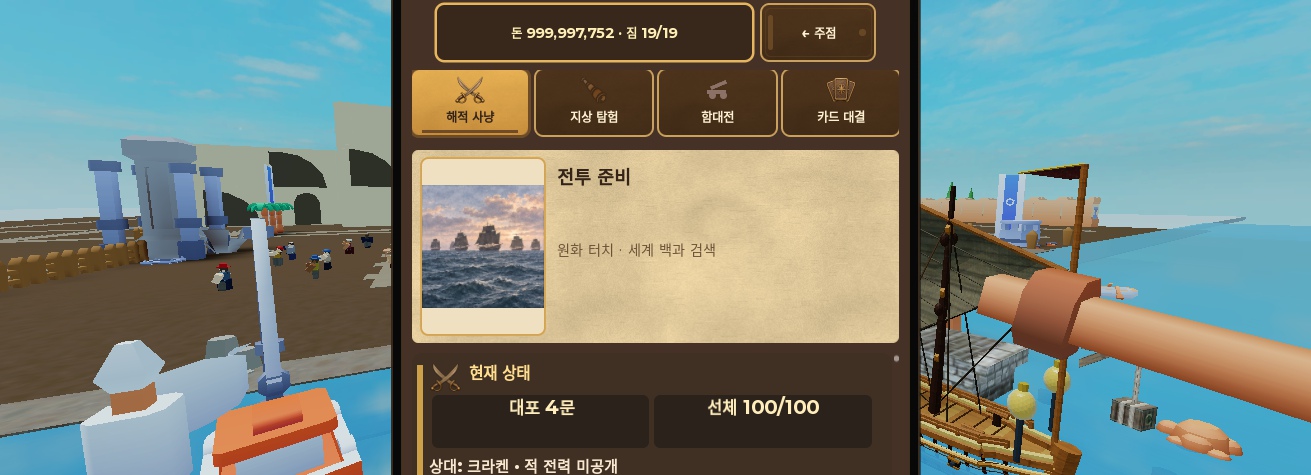 돈 999,997,752 · 짐 19/19
← 주점
해적 사냥
지상 탐험
함대전
카드 대결
전투 준비
원화 터치 · 세계 백과 검색
현재 상태
대포 4문
선체 100/100
상대: 크라켄 • 적 전력 미공개